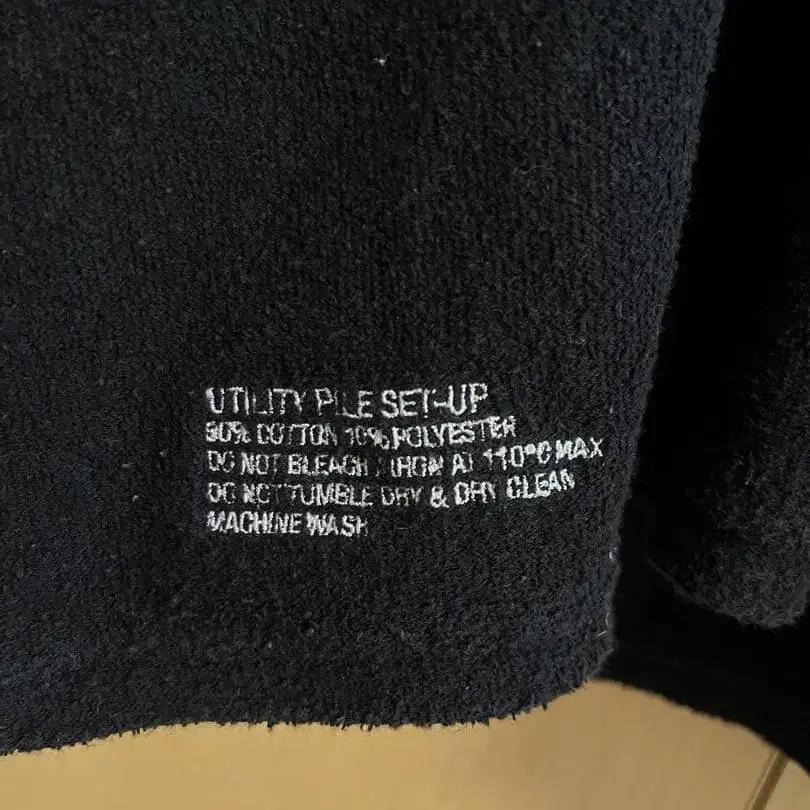 UTILITY PILE SET-UP
90% COTTON 10% POLYESTER
DO NOT BLEACH / IRON AT 110°C MAX
DO NOT TUMBLE DRY & DRY CLEAN
MACHINE WASH